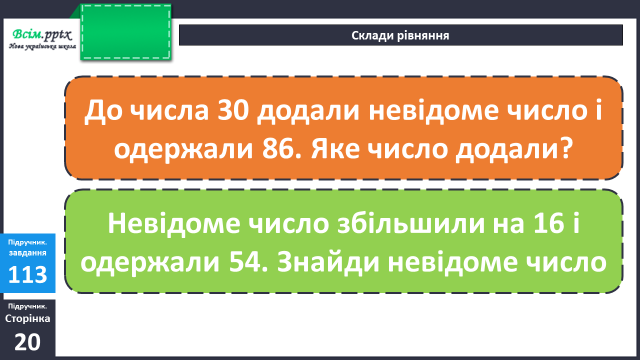 Всім.pptx
Нова українська школа
Склади рівняння
До числа 30 додали невідоме число і
одержали 86. Яке число додали?
Невідоме число збільшили на 16 і
одержали 54. Знайди невідоме число
Підручник.
завдання
113
Підручник.
Сторінка
20